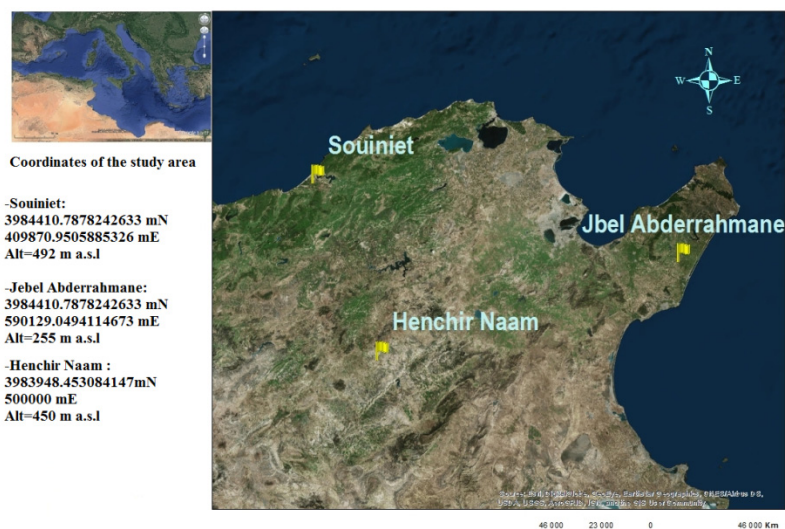 Coordinates of the study area
-Souiniet:
3984410.7878242633 mN
409870.9505885326 mE
Alt=492 m a.s.l
-Jebel Abderrahmane:
3984410.7878242633 mN
590129.0494114673 mE
Alt=255 m a.s.l
-Henchir Naam :
3983948.453084147mN
500000 mE
Alt=450 m a.s.l
N
W E
S
Souiniet
Jbel Abderrahmane
Henchir Naam
46 000 23 000 0 46 000 Km